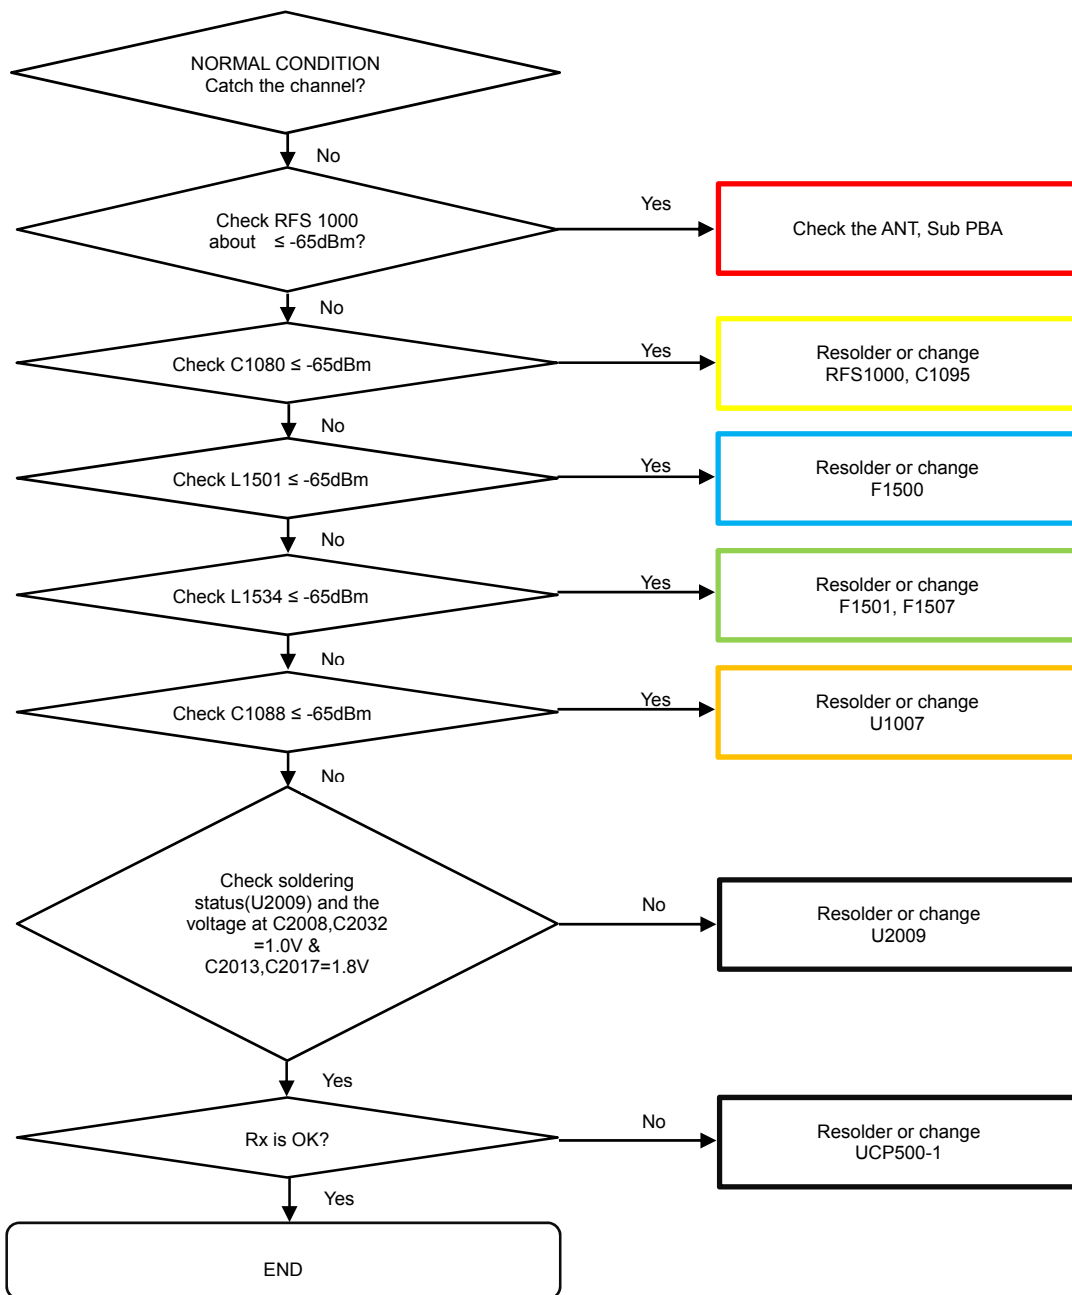 NORMAL CONDITION
Catch the channel?
No
Check RFS 1000
about ≤ -65dBm?
Yes
Check the ANT, Sub PBA
No
Check C1080 ≤ -65dBm
Yes
Resolder or change
RFS1000, C1095
No
Check L1501 ≤ -65dBm
Yes
Resolder or change
F1500
No
Check L1534 ≤ -65dBm
Yes
Resolder or change
F1501, F1507
No
Check C1088 ≤ -65dBm
Yes
Resolder or change
U1007
No
Check soldering
status(U2009) and the
voltage at C2008,C2032
=1.0V &
C2013,C2017=1.8V
No
Resolder or change
U2009
Yes
Rx is OK?
No
Resolder or change
UCP500-1
Yes
END